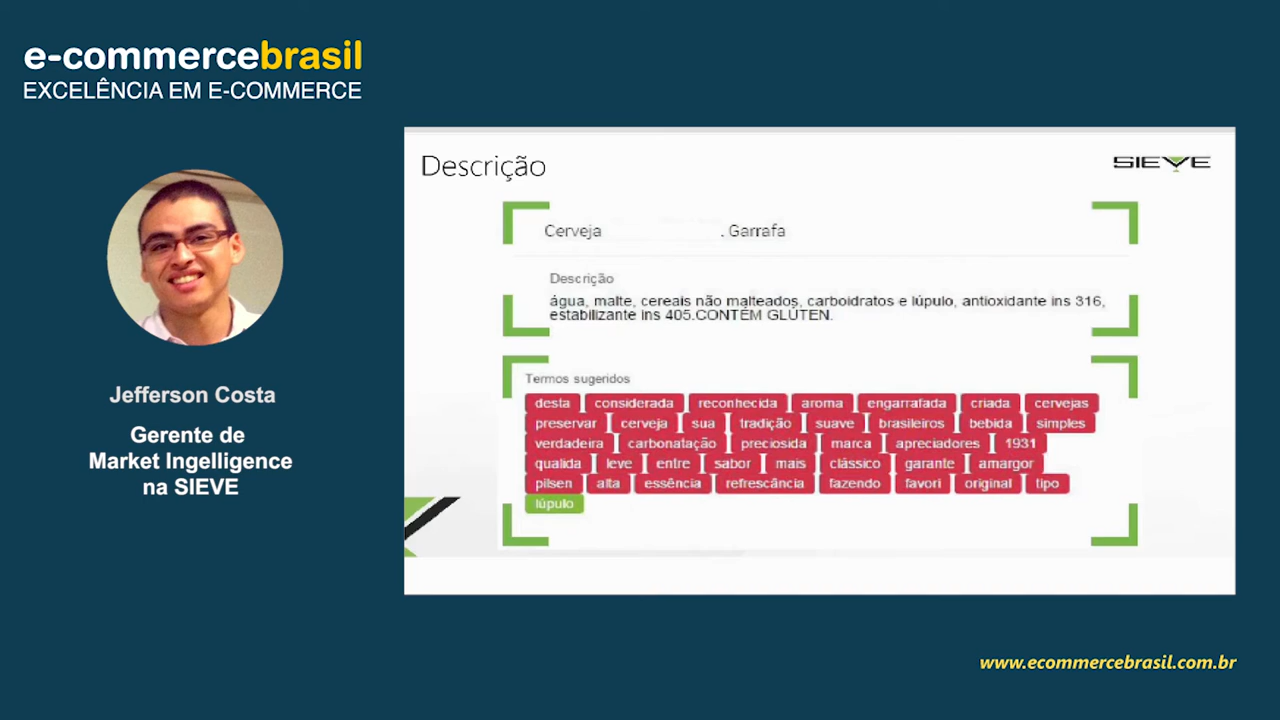 e-commercebrasil
EXCELÊNCIA EM E-COMMERCE
Jefferson Costa
Gerente de
Market Ingelligence
na SIEVE
Descrição
SIEVE
Cerveja . Garrafa
Descrição
água, malte, cereais não malteados, carboidratos e lúpulo, antioxidante ins 316,
estabilizante ins 405.CONTÉM GLÚTEN.
Termos sugeridos
desta considerada reconhecida aroma engarrafada criada cervejas
preservar cerveja sua tradição suave brasileiros bebida simples
verdadeira carbonatação preciosida marca apreciadores 1931
qualida leve entre sabor mais clássico garante amargor
pilsen alta essência refrescância fazendo favori original tipo
lúpulo
www.ecommercebrasil.com.br